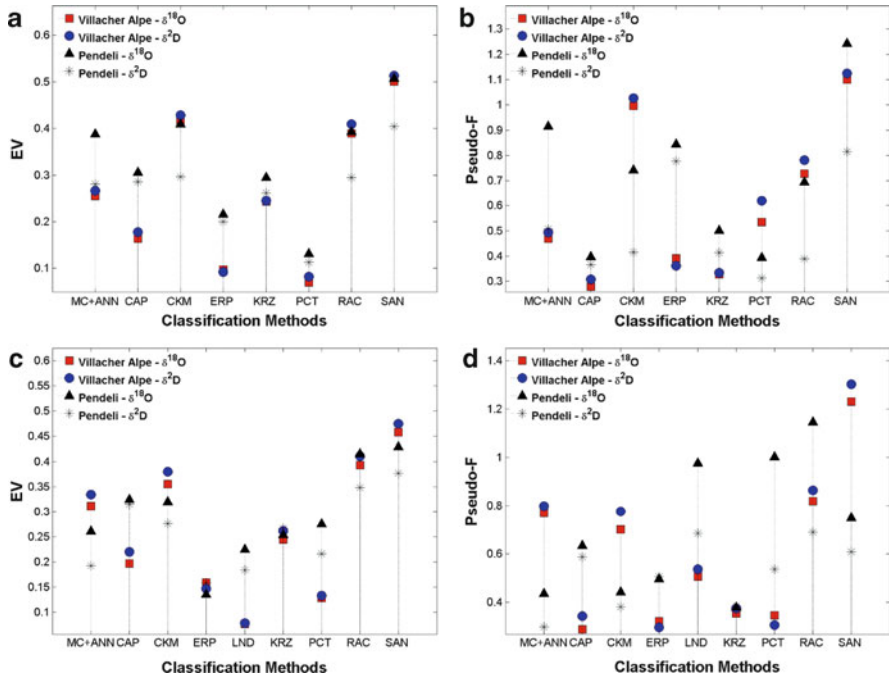 a
Villacher Alpe - δ¹⁸O
Villacher Alpe - δ²D
Pendeli - δ¹⁸O
Pendeli - δ²D
0.6
0.5
0.4
0.3
0.2
0.1
EV
MC+ANN CAP CKM ERP KRZ PCT RAC SAN
Classification Methods
b
Villacher Alpe - δ¹⁸O
Villacher Alpe - δ²D
Pendeli - δ¹⁸O
Pendeli - δ²D
1.3
1.2
1.1
1
0.9
0.8
0.7
0.6
0.5
0.4
0.3
Pseudo-F
MC+ANN CAP CKM ERP KRZ PCT RAC SAN
Classification Methods
c
Villacher Alpe - δ¹⁸O
Villacher Alpe - δ²D
Pendeli - δ¹⁸O
Pendeli - δ²D
0.6
0.55
0.5
0.45
0.4
0.35
0.3
0.25
0.2
0.15
0.1
EV
MC+ANN CAP CKM ERP LND KRZ PCT RAC SAN
Classification Methods
d
Villacher Alpe - δ¹⁸O
Villacher Alpe - δ²D
Pendeli - δ¹⁸O
Pendeli - δ²D
1.4
1.2
1
0.8
0.6
0.4
Pseudo-F
MC+ANN CAP CKM ERP LND KRZ PCT RAC SAN
Classification Methods